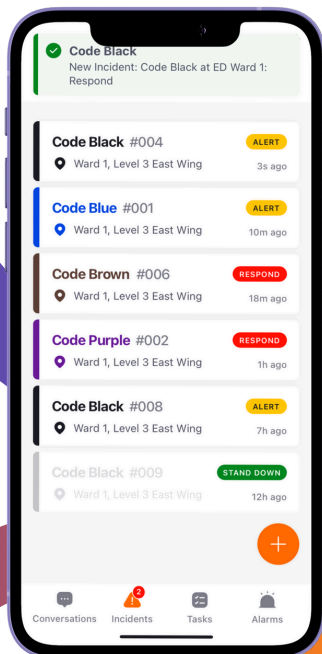 Code Black
New Incident: Code Black at ED Ward 1:
Respond
Code Black #004 ALERT
Ward 1, Level 3 East Wing 3s ago
Code Blue #001 ALERT
Ward 1, Level 3 East Wing 10m ago
Code Brown #006 RESPOND
Ward 1, Level 3 East Wing 18m ago
Code Purple #002 RESPOND
Ward 1, Level 3 East Wing 1h ago
Code Black #008 ALERT
Ward 1, Level 3 East Wing 7h ago
Code Black #009 STAND DOWN
Ward 1, Level 3 East Wing 12h ago
+
2
Conversations Incidents Tasks Alarms